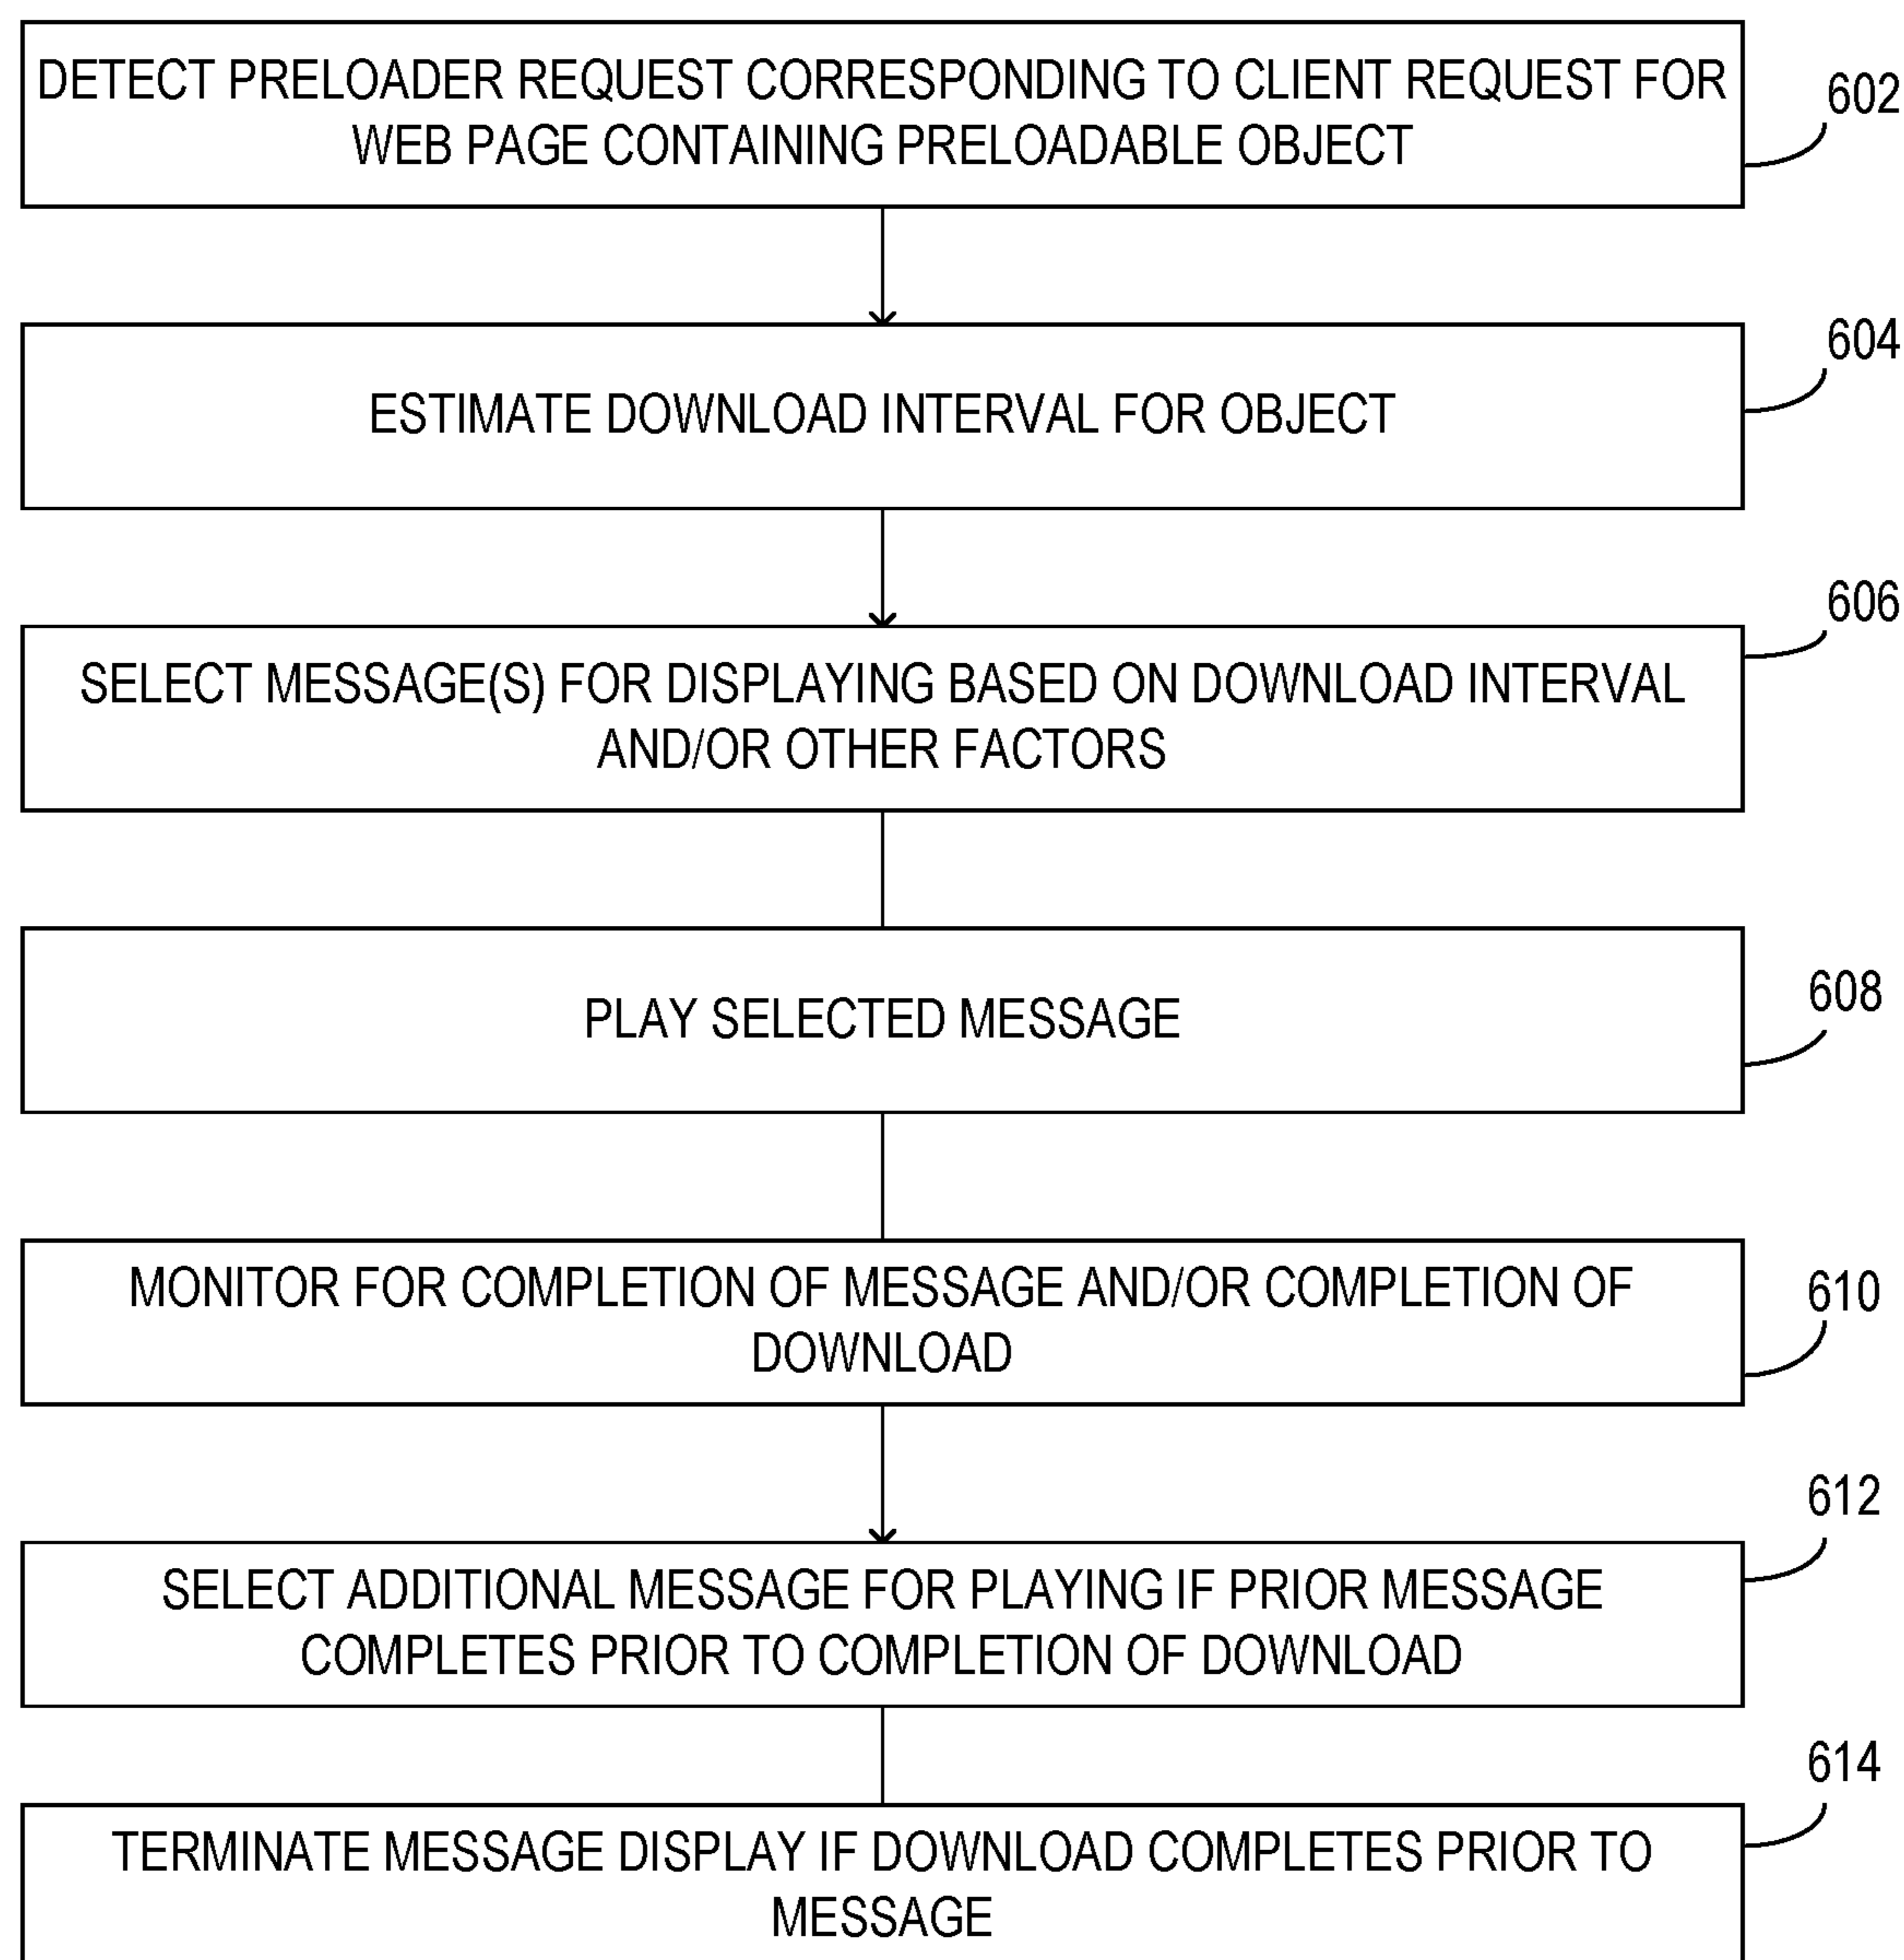 DETECT PRELOADER REQUEST CORRESPONDING TO CLIENT REQUEST FOR
WEB PAGE CONTAINING PRELOADABLE OBJECT
602
604
ESTIMATE DOWNLOAD INTERVAL FOR OBJECT
606
SELECT MESSAGE(S) FOR DISPLAYING BASED ON DOWNLOAD INTERVAL
AND/OR OTHER FACTORS
608
PLAY SELECTED MESSAGE
MONITOR FOR COMPLETION OF MESSAGE AND/OR COMPLETION OF
DOWNLOAD
610
612
SELECT ADDITIONAL MESSAGE FOR PLAYING IF PRIOR MESSAGE
COMPLETES PRIOR TO COMPLETION OF DOWNLOAD
614
TERMINATE MESSAGE DISPLAY IF DOWNLOAD COMPLETES PRIOR TO
MESSAGE